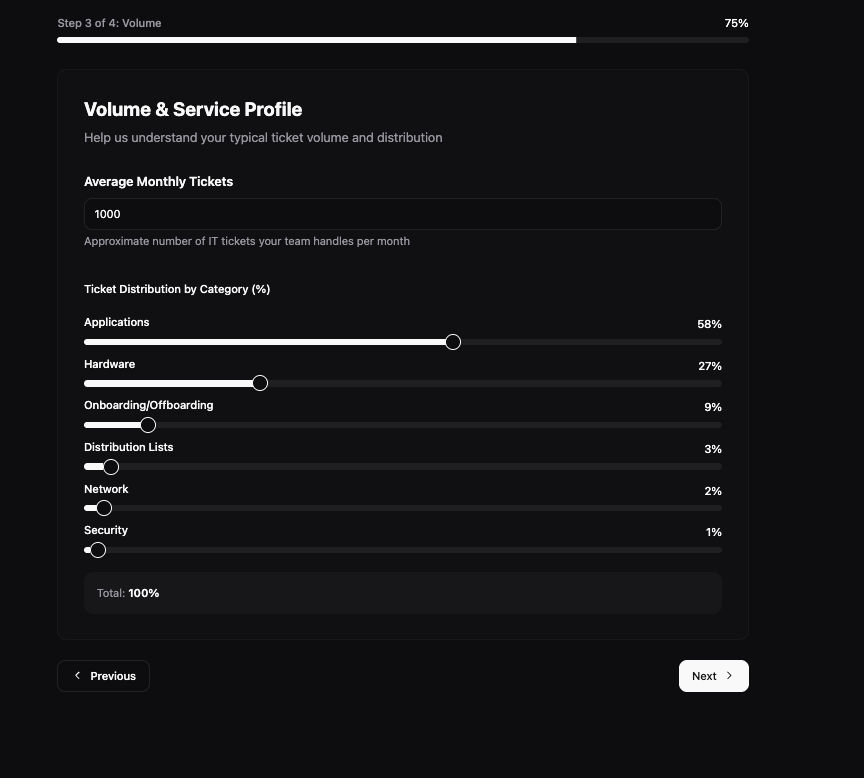 Step 3 of 4: Volume 75%
Volume & Service Profile
Help us understand your typical ticket volume and distribution
Average Monthly Tickets
1000
Approximate number of IT tickets your team handles per month
Ticket Distribution by Category (%)
Applications 58%
Hardware 27%
Onboarding/Offboarding 9%
Distribution Lists 3%
Network 2%
Security 1%
Total: 100%
Previous Next